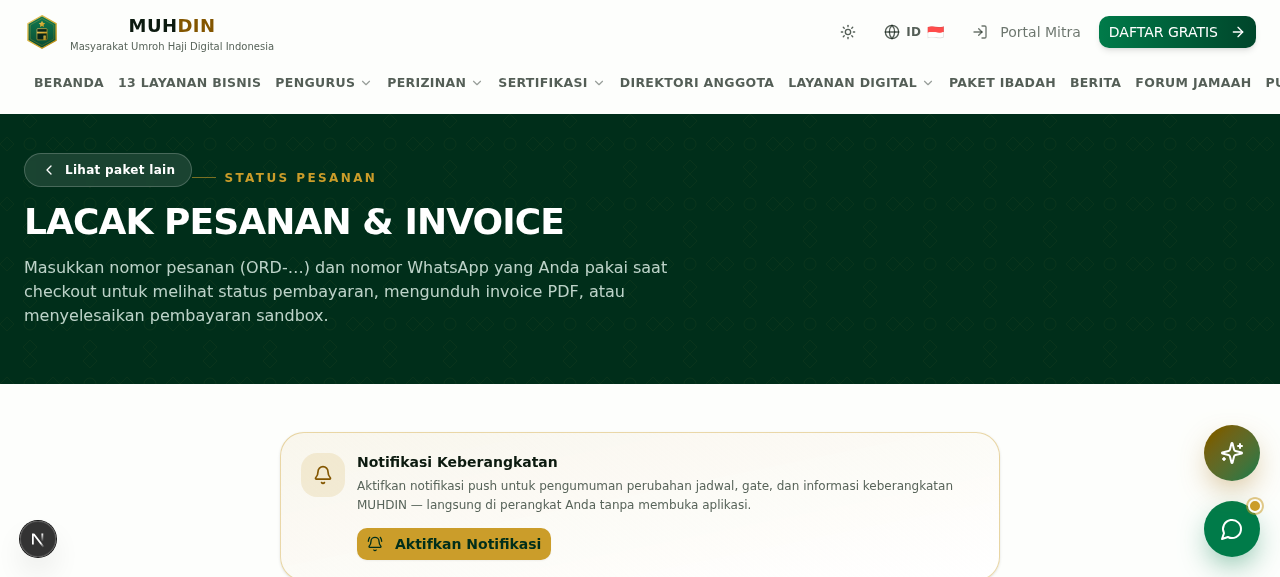 MUHDIN
Masyarakat Umroh Haji Digital Indonesia
ID
Portal Mitra
DAFTAR GRATIS
BERANDA 13 LAYANAN BISNIS PENGURUS PERIZINAN SERTIFIKASI DIREKTORI ANGGOTA LAYANAN DIGITAL PAKET IBADAH BERITA FORUM JAMAAH
Lihat paket lain
STATUS PESANAN
LACAK PESANAN & INVOICE
Masukkan nomor pesanan (ORD-...) dan nomor WhatsApp yang Anda pakai saat
checkout untuk melihat status pembayaran, mengunduh invoice PDF, atau
menyelesaikan pembayaran sandbox.
Notifikasi Keberangkatan
Aktifkan notifikasi push untuk pengumuman perubahan jadwal, gate, dan informasi keberangkatan
MUHDIN — langsung di perangkat Anda tanpa membuka aplikasi.
Aktifkan Notifikasi
N